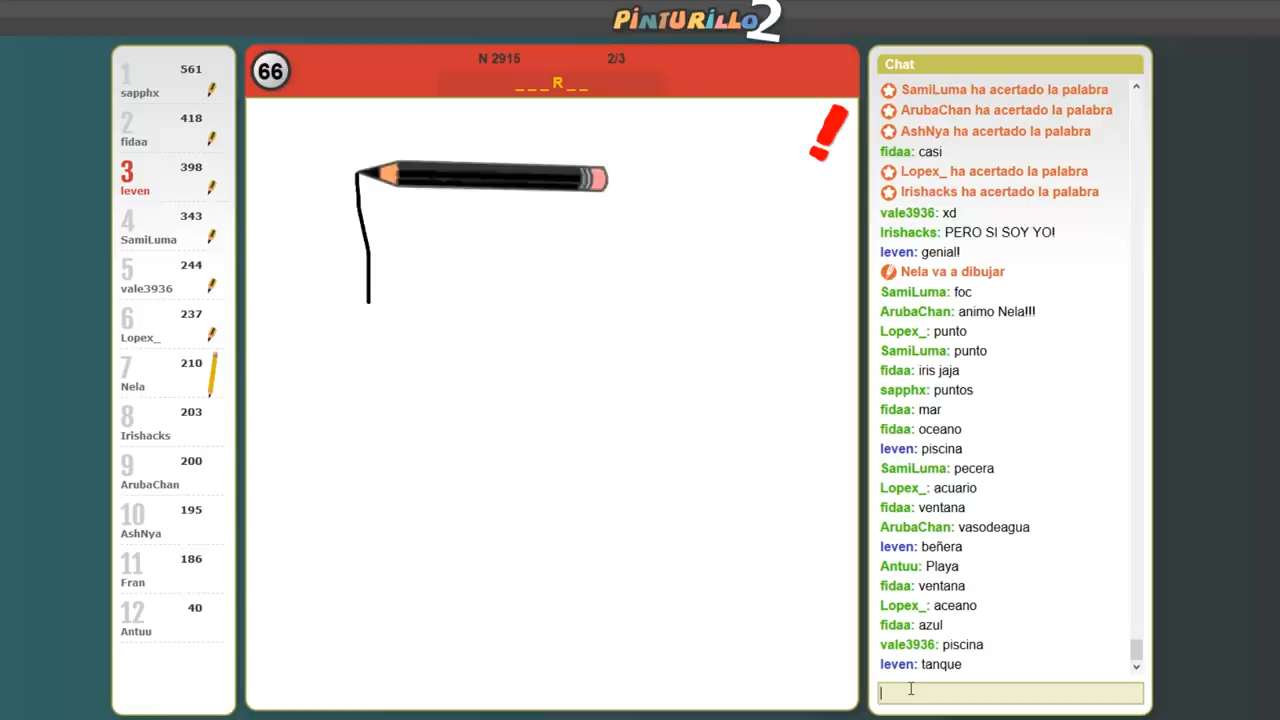 PINTURILLO 2
1 561
sapphx
2 418
fidaa
3 398
leven
4 343
SamiLuma
5 244
vale3936
6 237
Lopex_
7 210
Nela
8 203
Irishacks
9 200
ArubaChan
10 195
AshNya
11 186
Fran
12 40
Antuu
66
N 2915 2/3
_ _ _ R _ _
!
Chat
SamiLuma ha acertado la palabra
ArubaChan ha acertado la palabra
AshNya ha acertado la palabra
fidaa: casi
Lopex_ ha acertado la palabra
Irishacks ha acertado la palabra
vale3936: xd
Irishacks: PERO SI SOY YO!
leven: genial!
Nela va a dibujar
SamiLuma: foc
ArubaChan: animo Nela!!!
Lopex_: punto
SamiLuma: punto
fidaa: iris jaja
sapphx: puntos
fidaa: mar
fidaa: oceano
leven: piscina
SamiLuma: pecera
Lopex_: acuario
fidaa: ventana
ArubaChan: vasodeagua
leven: beñera
Antuu: Playa
fidaa: ventana
Lopex_: aceano
fidaa: azul
vale3936: piscina
leven: tanque